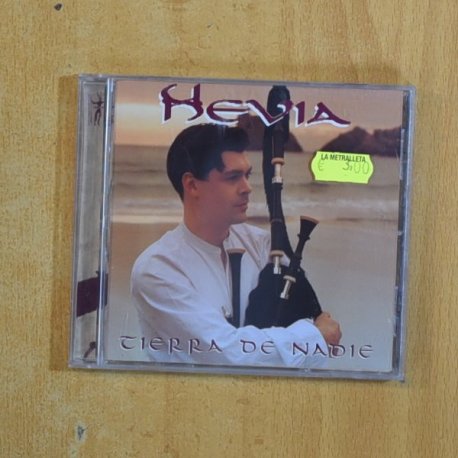 HEVIA
LA METRALLETA
€ 3,00
TIERRA DE NADIE